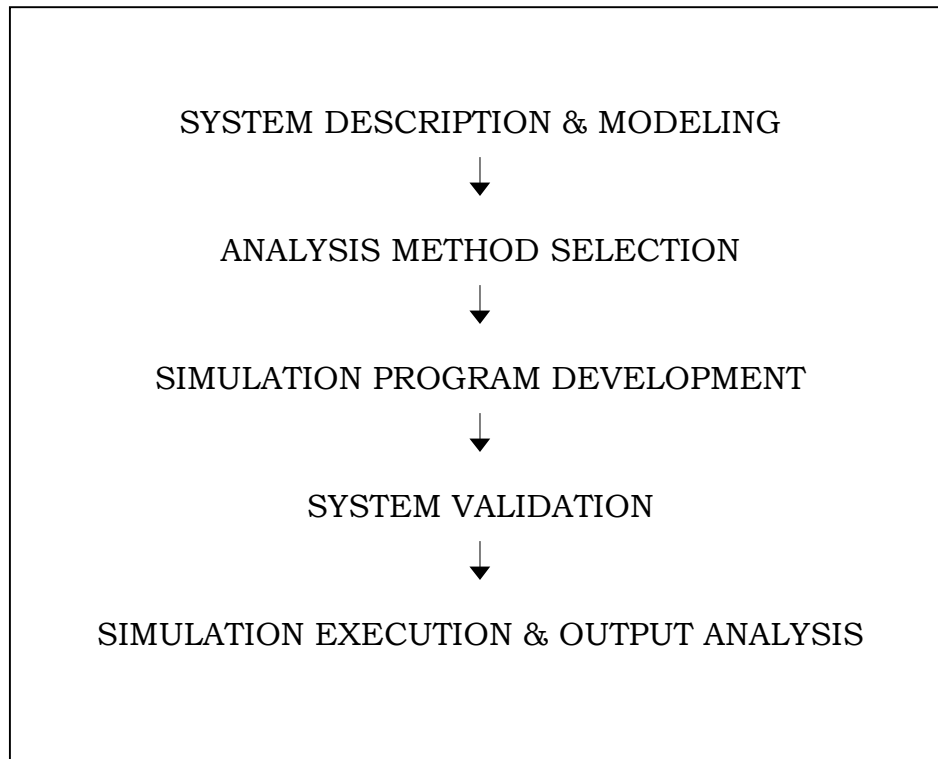 SYSTEM DESCRIPTION & MODELING
ANALYSIS METHOD SELECTION
SIMULATION PROGRAM DEVELOPMENT
SYSTEM VALIDATION
SIMULATION EXECUTION & OUTPUT ANALYSIS